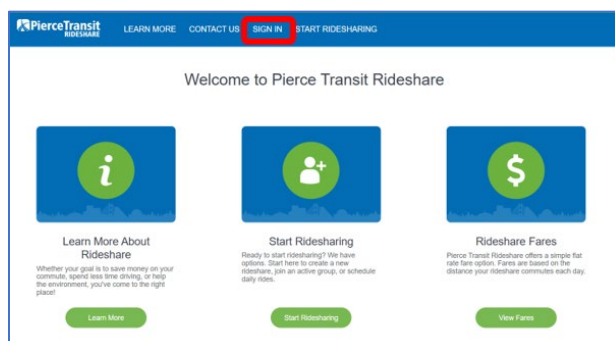 PierceTransit
RIDESHARE
LEARN MORE CONTACT US SIGN IN START RIDESHARING
Welcome to Pierce Transit Rideshare
i
$
Learn More About
Rideshare
Whether your goal is to save money on your
commute, spend less time driving, or help
the environment, you've come to the right
place!
Learn More
Start Ridesharing
Ready to start ridesharing? We have
options. Start here to create a new
rideshare, join an active group, or schedule
daily rides.
Start Ridesharing
Rideshare Fares
Pierce Transit Rideshare offers a simple flat
rate fare option. Fares are based on the
distance your rideshare commutes each day.
View Fares